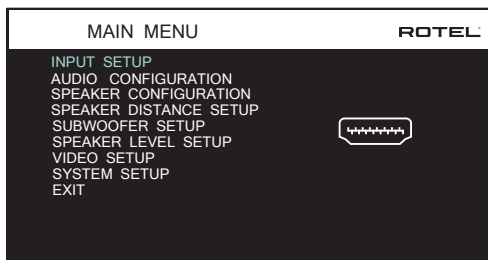 MAIN MENU
ROTEL
INPUT SETUP
AUDIO CONFIGURATION
SPEAKER CONFIGURATION
SPEAKER DISTANCE SETUP
SUBWOOFER SETUP
SPEAKER LEVEL SETUP
VIDEO SETUP
SYSTEM SETUP
EXIT